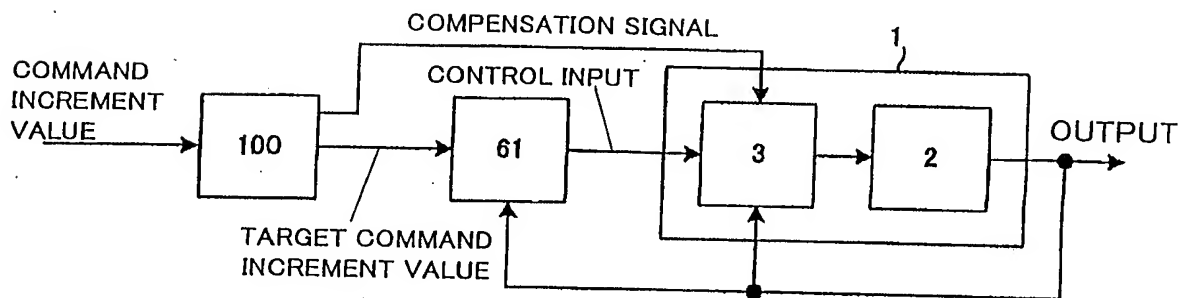 COMPENSATION SIGNAL
1
COMMAND
INCREMENT
VALUE
CONTROL INPUT
100
61
3
2
OUTPUT
TARGET COMMAND
INCREMENT VALUE